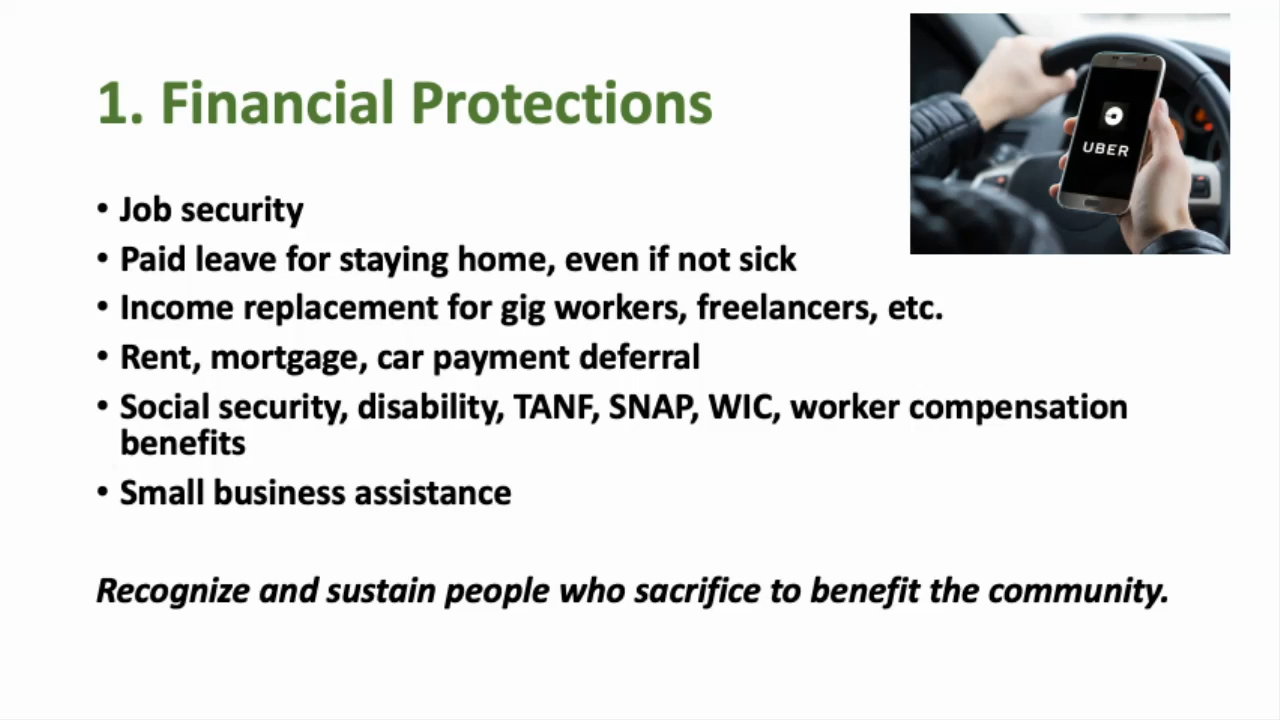 1. Financial Protections
UBER
• Job security
• Paid leave for staying home, even if not sick
• Income replacement for gig workers, freelancers, etc.
• Rent, mortgage, car payment deferral
• Social security, disability, TANF, SNAP, WIC, worker compensation
benefits
• Small business assistance
Recognize and sustain people who sacrifice to benefit the community.